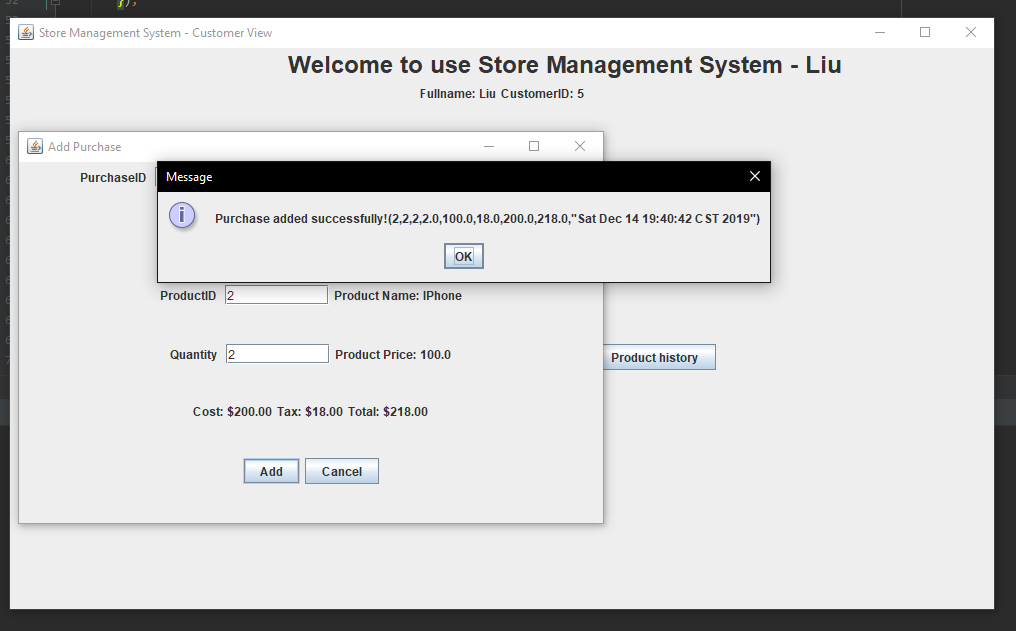 Store Management System - Customer View
Welcome to use Store Management System - Liu
Fullname: Liu CustomerID: 5
Add Purchase
PurchaseID
Message
Purchase added successfully!(2,2,2,2.0,100.0,18.0,200.0,218.0,"Sat Dec 14 19:40:42 CST 2019")
OK
ProductID 2 Product Name: IPhone
Quantity 2 Product Price: 100.0
Product history
Cost: $200.00 Tax: $18.00 Total: $218.00
Add Cancel